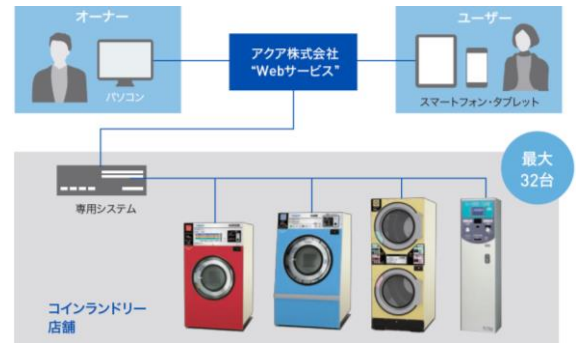 オーナー
パソコン
アクア株式会社
“Webサービス”
ユーザー
スマートフォン・タブレット
最大
32台
専用システム
コインランドリー
店舗